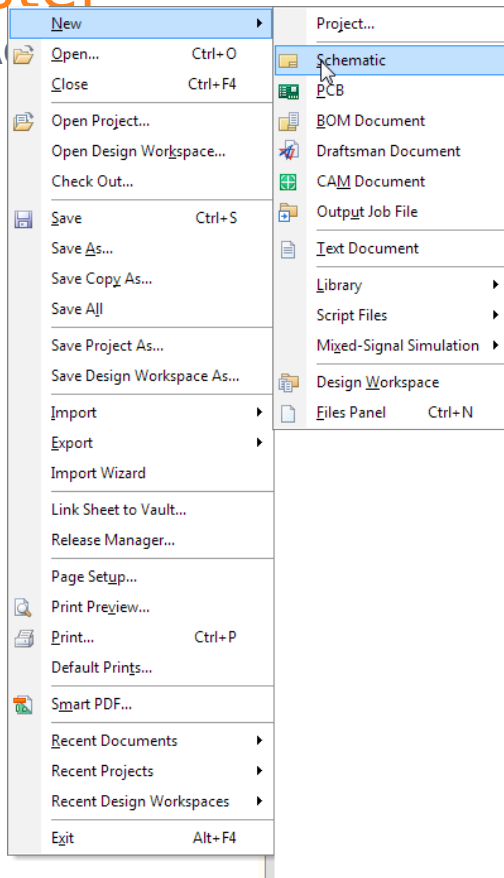 New
Open... Ctrl+O
Close Ctrl+F4
Open Project...
Open Design Workspace...
Check Out...
Save Ctrl+S
Save As...
Save Copy As...
Save All
Save Project As...
Save Design Workspace As...
Import
Export
Import Wizard
Link Sheet to Vault...
Release Manager...
Page Setup...
Print Preview...
Print... Ctrl+P
Default Prints...
Smart PDF...
Recent Documents
Recent Projects
Recent Design Workspaces
Exit Alt+F4
Project...
Schematic
PCB
BOM Document
Draftsman Document
CAM Document
Output Job File
Text Document
Library
Script Files
Mixed-Signal Simulation
Design Workspace
Files Panel Ctrl+N